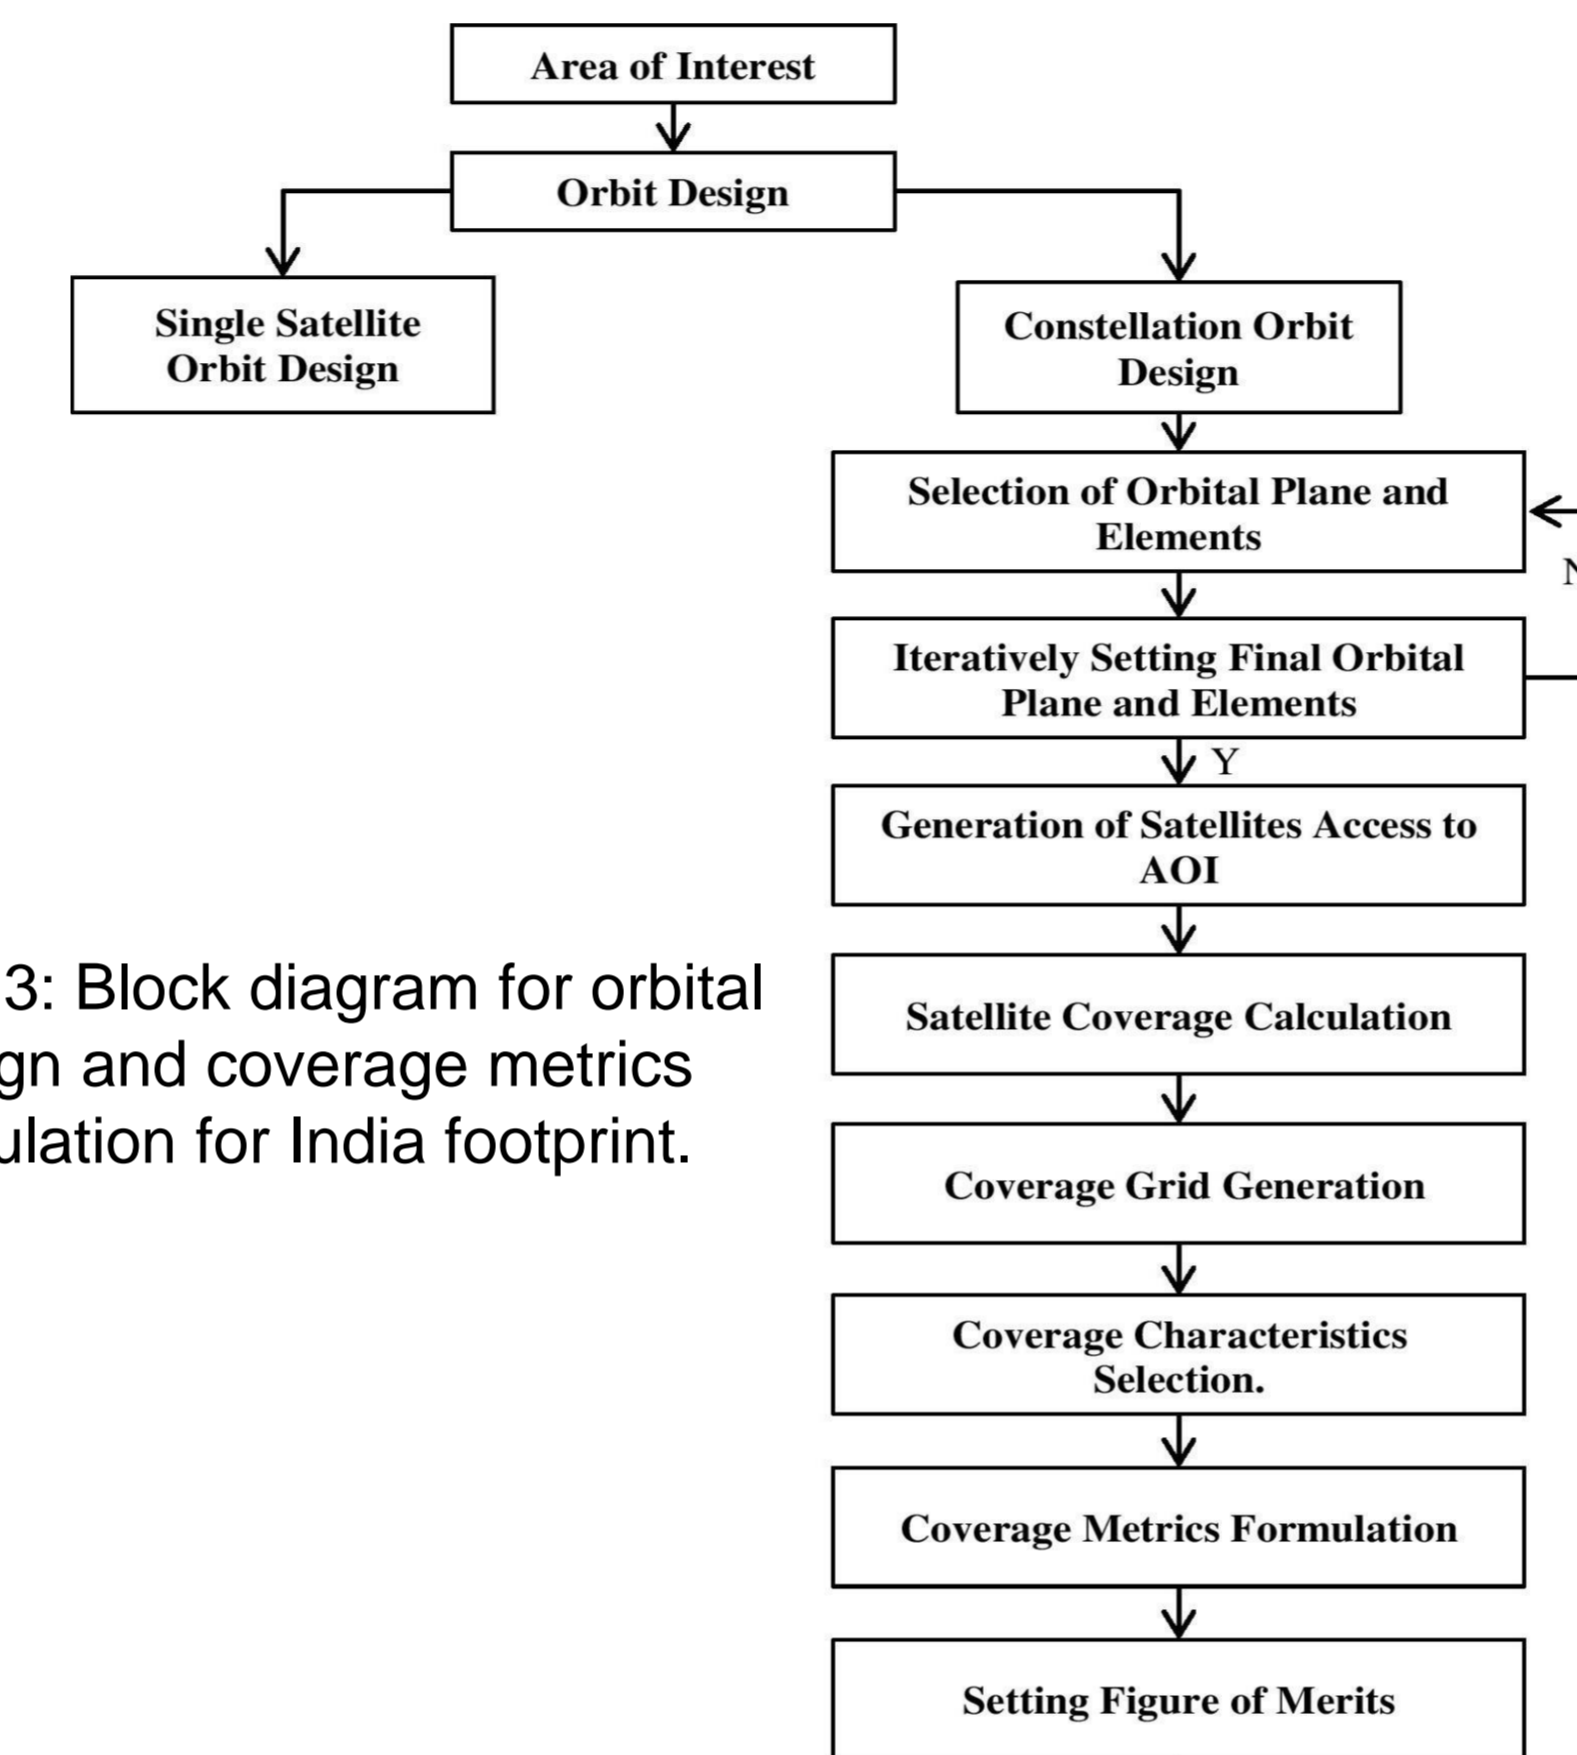 Area of Interest
Orbit Design
Single Satellite
Orbit Design
Constellation Orbit
Design
Selection of Orbital Plane and
Elements
N
Iteratively Setting Final Orbital
Plane and Elements
Y
Generation of Satellites Access to
AOI
3: Block diagram for orbital
and coverage metrics
for India footprint.
Satellite Coverage Calculation
Coverage Grid Generation
Coverage Characteristics
Selection.
Coverage Metrics Formulation
Setting Figure of Merits